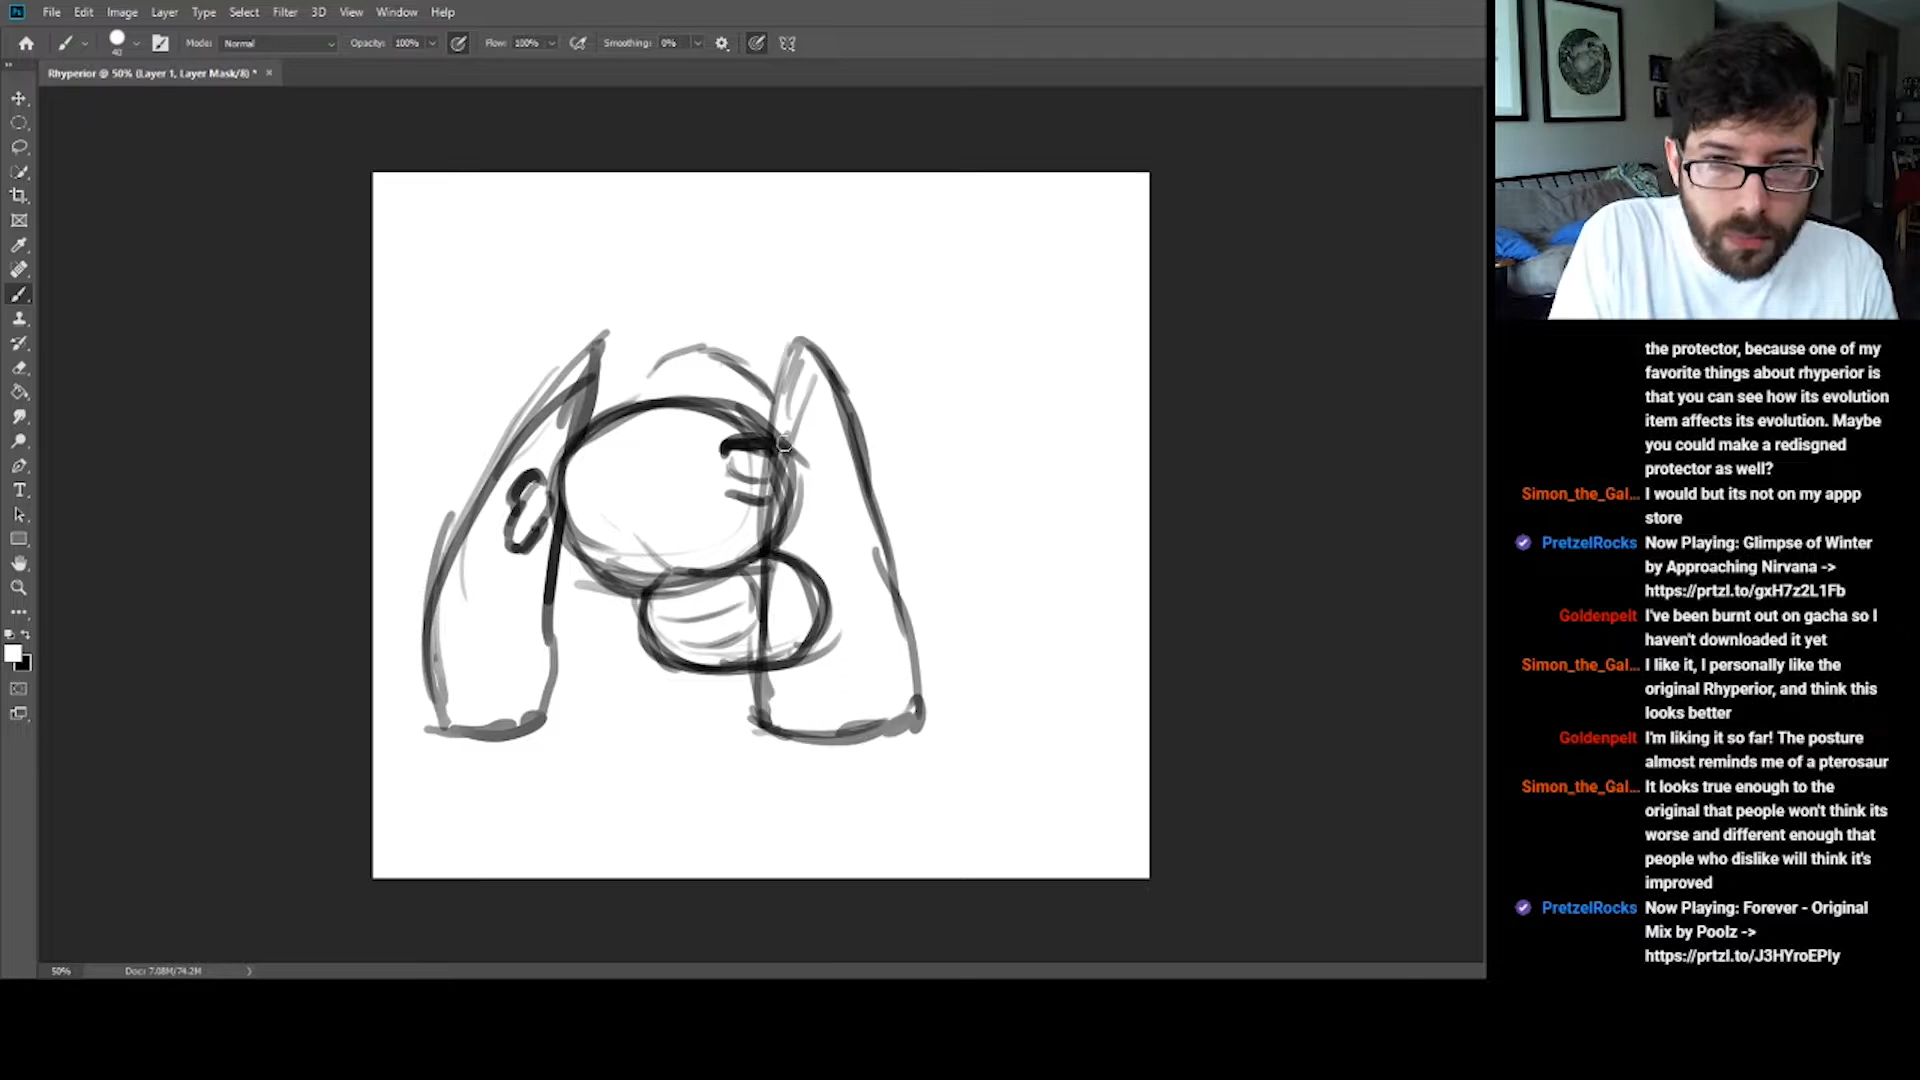 Ps File Edit Image Layer Type Select Filter 3D View Window Help
40 Mode: Normal Opacity: 100% Flow: 100% Smoothing: 0%
Rhyperior @ 50% (Layer 1, Layer Mask/8) * ×
the protector, because one of my
favorite things about rhyperior is
that you can see how its evolution
item affects its evolution. Maybe
you could make a redisgned
protector as well?
Simon_the_Gal... I would but its not on my appp
store
PretzelRocks Now Playing: Glimpse of Winter
by Approaching Nirvana ->
https://prtzl.to/gxH7z2L1Fb
Goldenpelt I've been burnt out on gacha so I
haven't downloaded it yet
Simon_the_Gal... I like it, I personally like the
original Rhyperior, and think this
looks better
Goldenpelt I'm liking it so far! The posture
almost reminds me of a pterosaur
Simon_the_Gal... It looks true enough to the
original that people won't think its
worse and different enough that
people who dislike will think it's
improved
PretzelRocks Now Playing: Forever - Original
Mix by Poolz ->
https://prtzl.to/J3HYroEPIy
50% Doc: 7.08M/74.2M